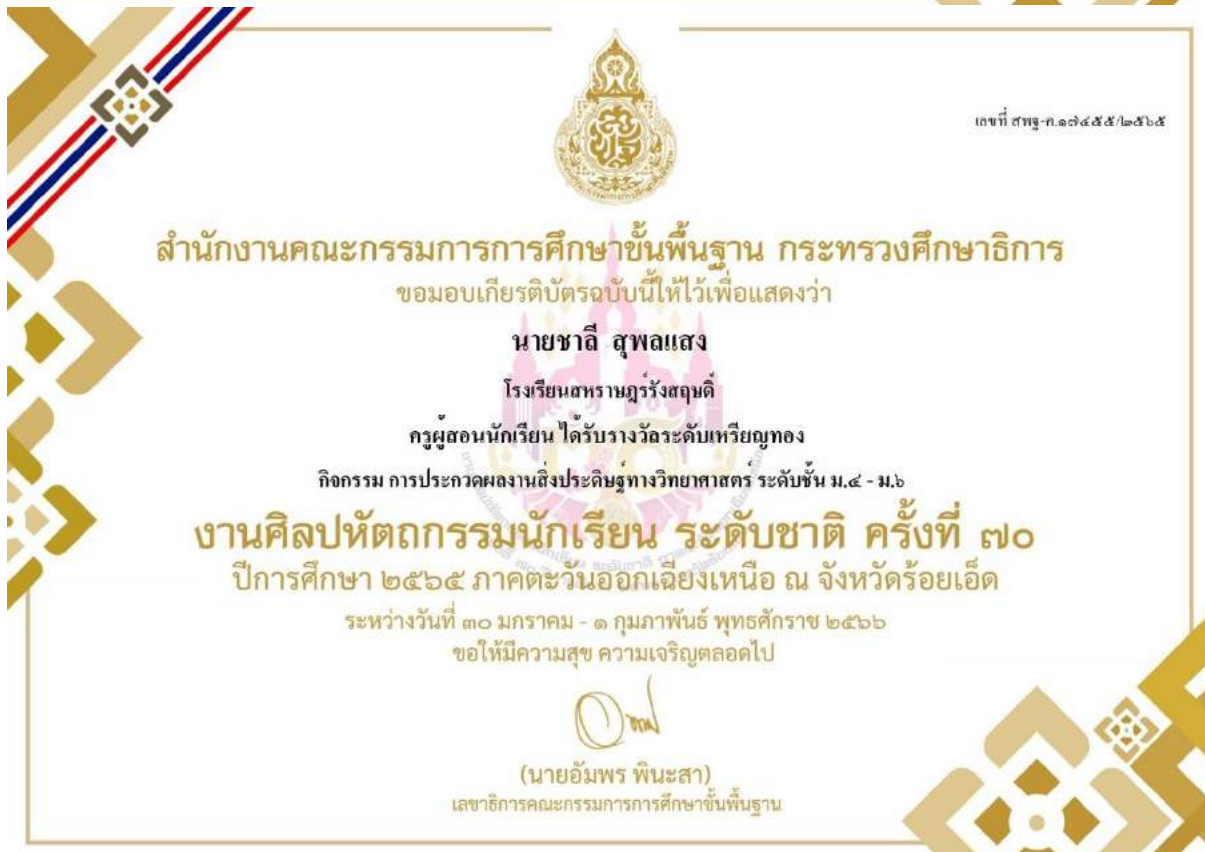 เลขที่ สพฐ-ค.๑๗๔๕๕/๒๕๖๕
สำนักงานคณะกรรมการการศึกษาขั้นพื้นฐาน กระทรวงศึกษาธิการ
ขอมอบเกียรติบัตรฉบับนี้ให้ไว้เพื่อแสดงว่า
นายชาลี สุพลแสง
โรงเรียนสหราษฎร์รังสฤษดิ์
ครูผู้สอนนักเรียน ได้รับรางวัลระดับเหรียญทอง
กิจกรรม การประกวดผลงานสิ่งประดิษฐ์ทางวิทยาศาสตร์ ระดับชั้น ม.๔ - ม.๖
งานศิลปหัตถกรรมนักเรียน ระดับชาติ ครั้งที่ ๗๐
ปีการศึกษา ๒๕๖๕ ภาคตะวันออกเฉียงเหนือ ณ จังหวัดร้อยเอ็ด
ระหว่างวันที่ ๓๐ มกราคม - ๑ กุมภาพันธ์ พุทธศักราช ๒๕๖๖
ขอให้มีความสุข ความเจริญตลอดไป
(นายอัมพร พินะสา)
เลขาธิการคณะกรรมการการศึกษาขั้นพื้นฐาน